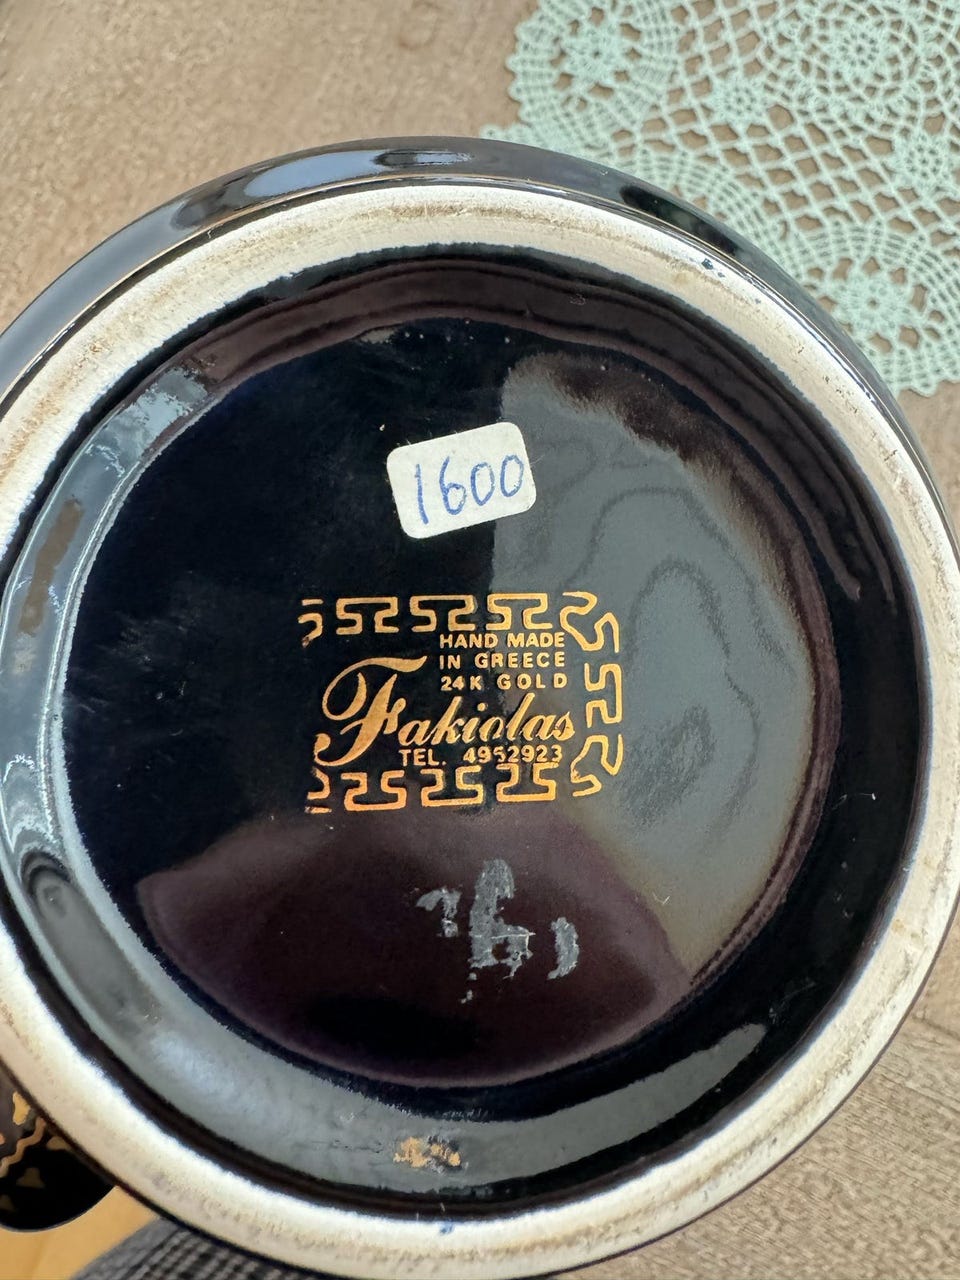 1600
HAND MADE
IN GREECE
24K GOLD
Fakiolas
TEL. 4952923